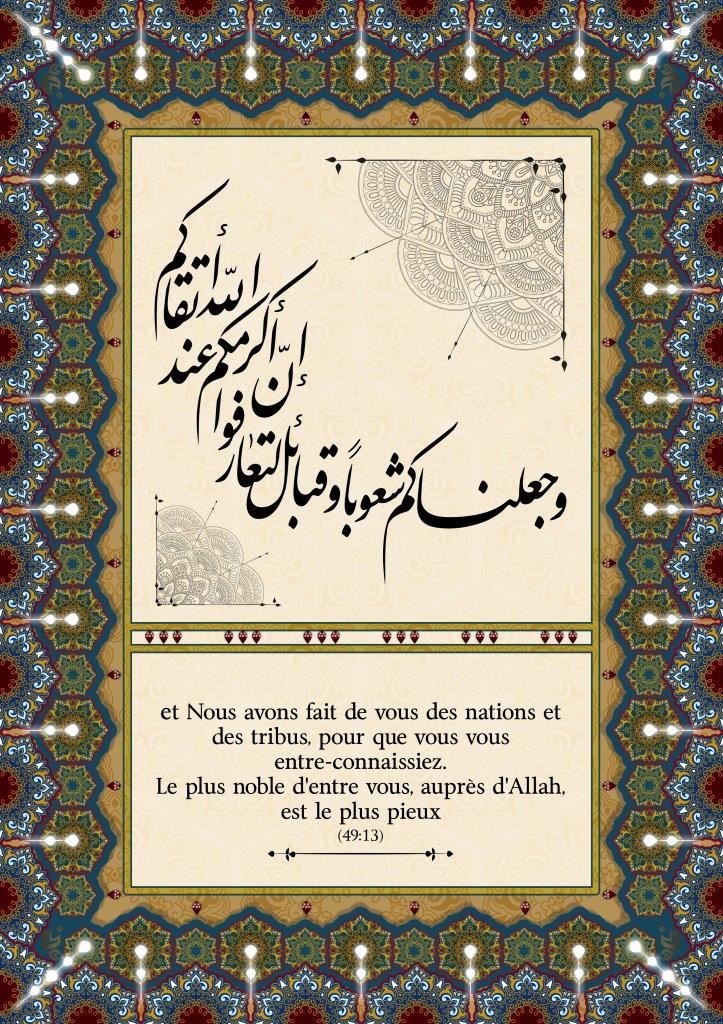 وجعلناكم شعوباً وقبائل لتعارفوا
إنّ أكرمكم عند
اللّه أتقاكم
et Nous avons fait de vous des nations et
des tribus, pour que vous vous
entre-connaissiez.
Le plus noble d'entre vous, auprès d'Allah,
est le plus pieux
(49:13)